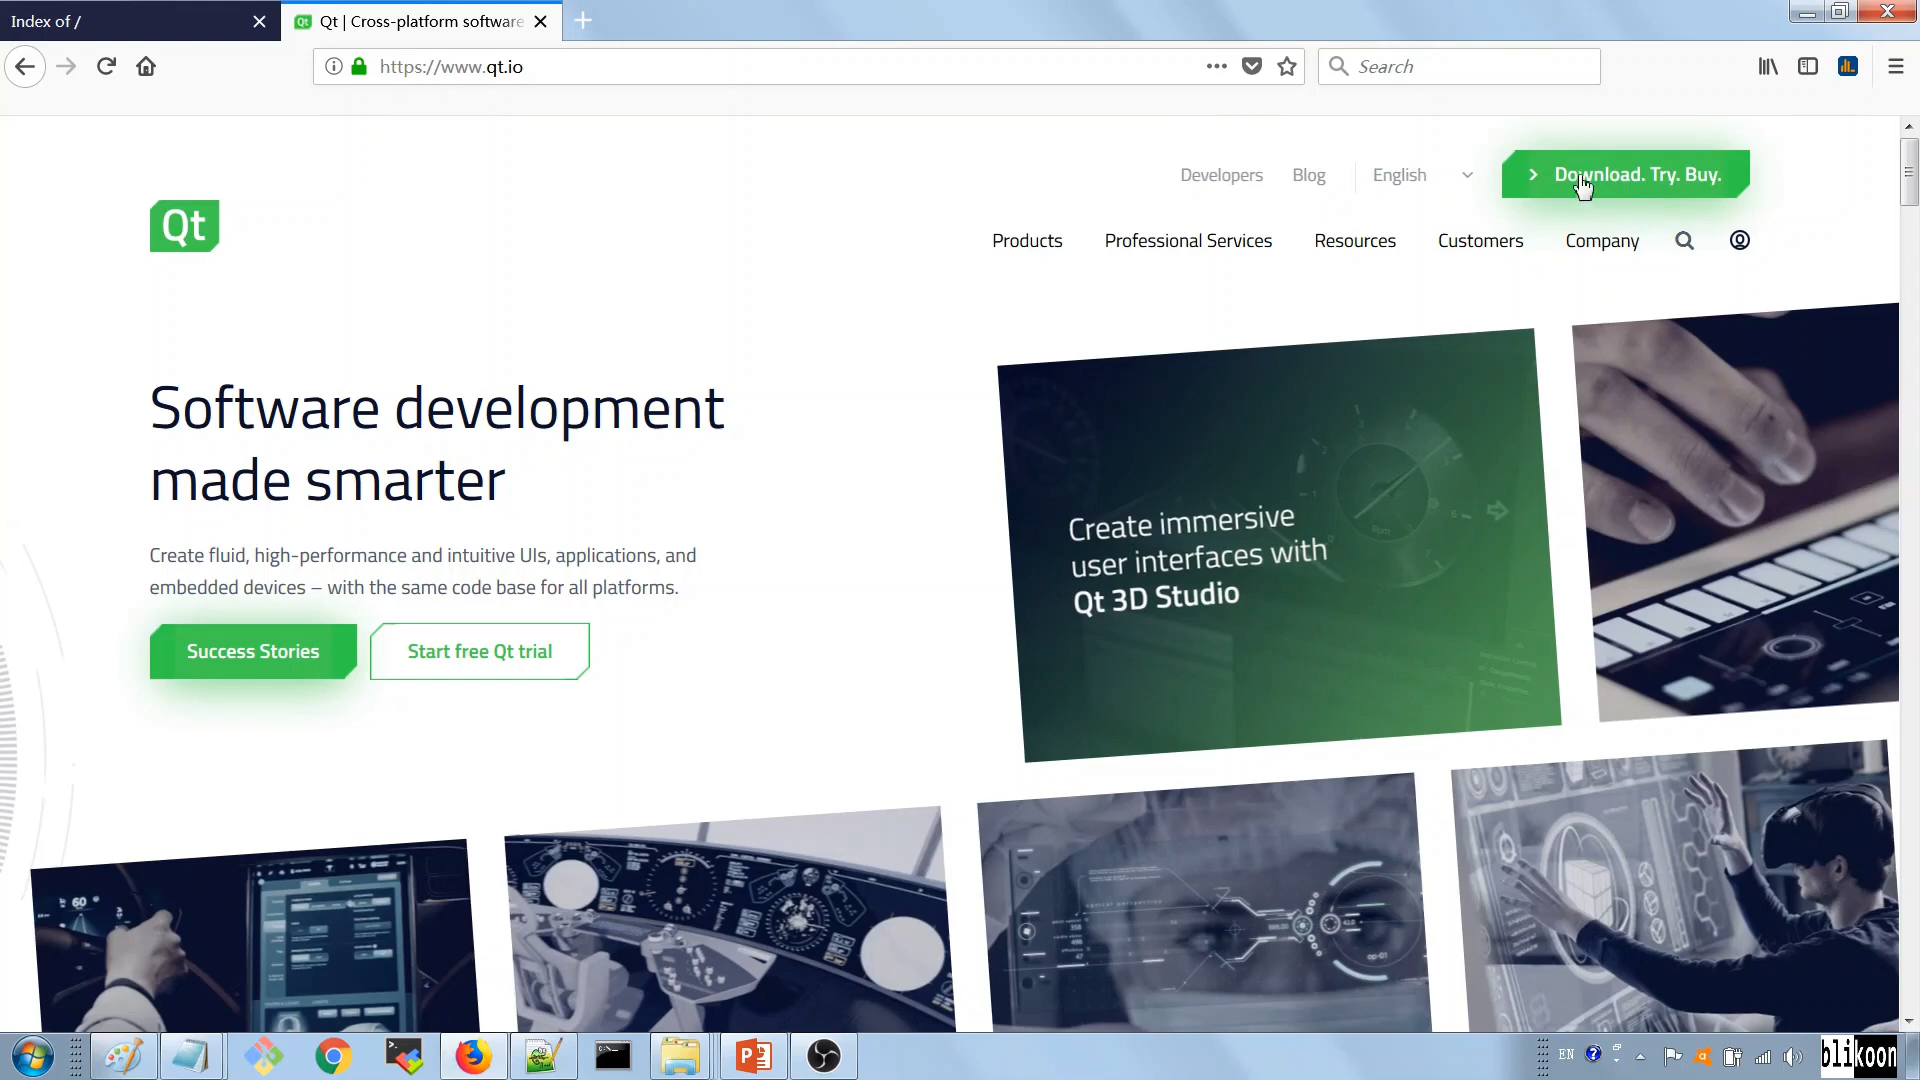 Index of /
Qt | Cross-platform software
https://www.qt.io
Search
Developers
Blog
English
Download. Try. Buy.
Qt
Products
Professional Services
Resources
Customers
Company
Software development
made smarter
Create fluid, high-performance and intuitive UIs, applications, and
embedded devices – with the same code base for all platforms.
Success Stories
Start free Qt trial
Create immersive
user interfaces with
Qt 3D Studio
60
EN
blikoon